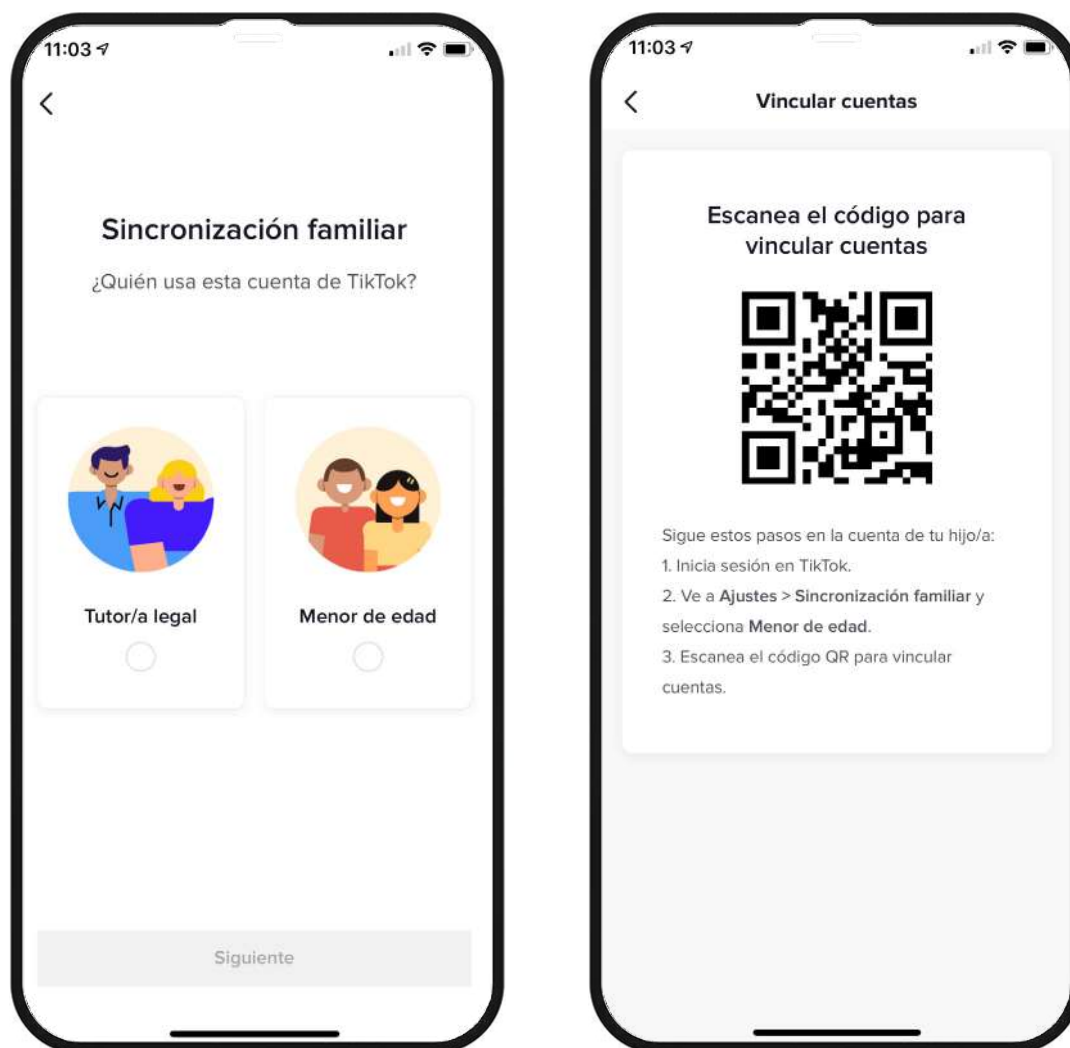 11:03
Sincronización familiar
¿Quién usa esta cuenta de TikTok?
Tutor/a legal
Menor de edad
Siguiente
11:03
Vincular cuentas
Escanea el código para
vincular cuentas
Sigue estos pasos en la cuenta de tu hijo/a:
1. Inicia sesión en TikTok.
2. Ve a Ajustes > Sincronización familiar y
selecciona Menor de edad.
3. Escanea el código QR para vincular
cuentas.